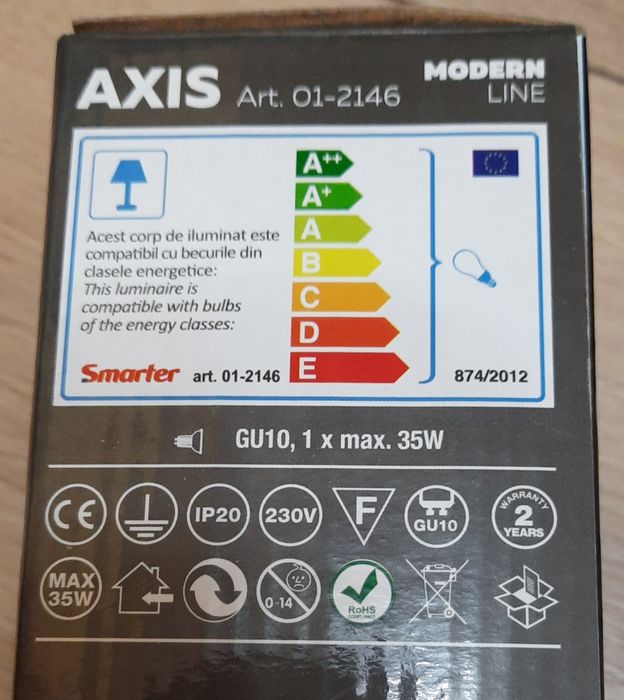 AXIS Art. 01-2146 MODERN
LINE
A++
A+
A
B
C
D
E
Acest corp de iluminat este
compatibil cu becurile din
clasele energetice:
This luminaire is
compatible with bulbs
of the energy classes:
Smarter art. 01-2146
874/2012
GU10, 1 x max. 35W
CE
IP20
230V
F
GU10
WARRANTY
2
YEARS
MAX
35W
0-14
RoHS
COMPLIANCE